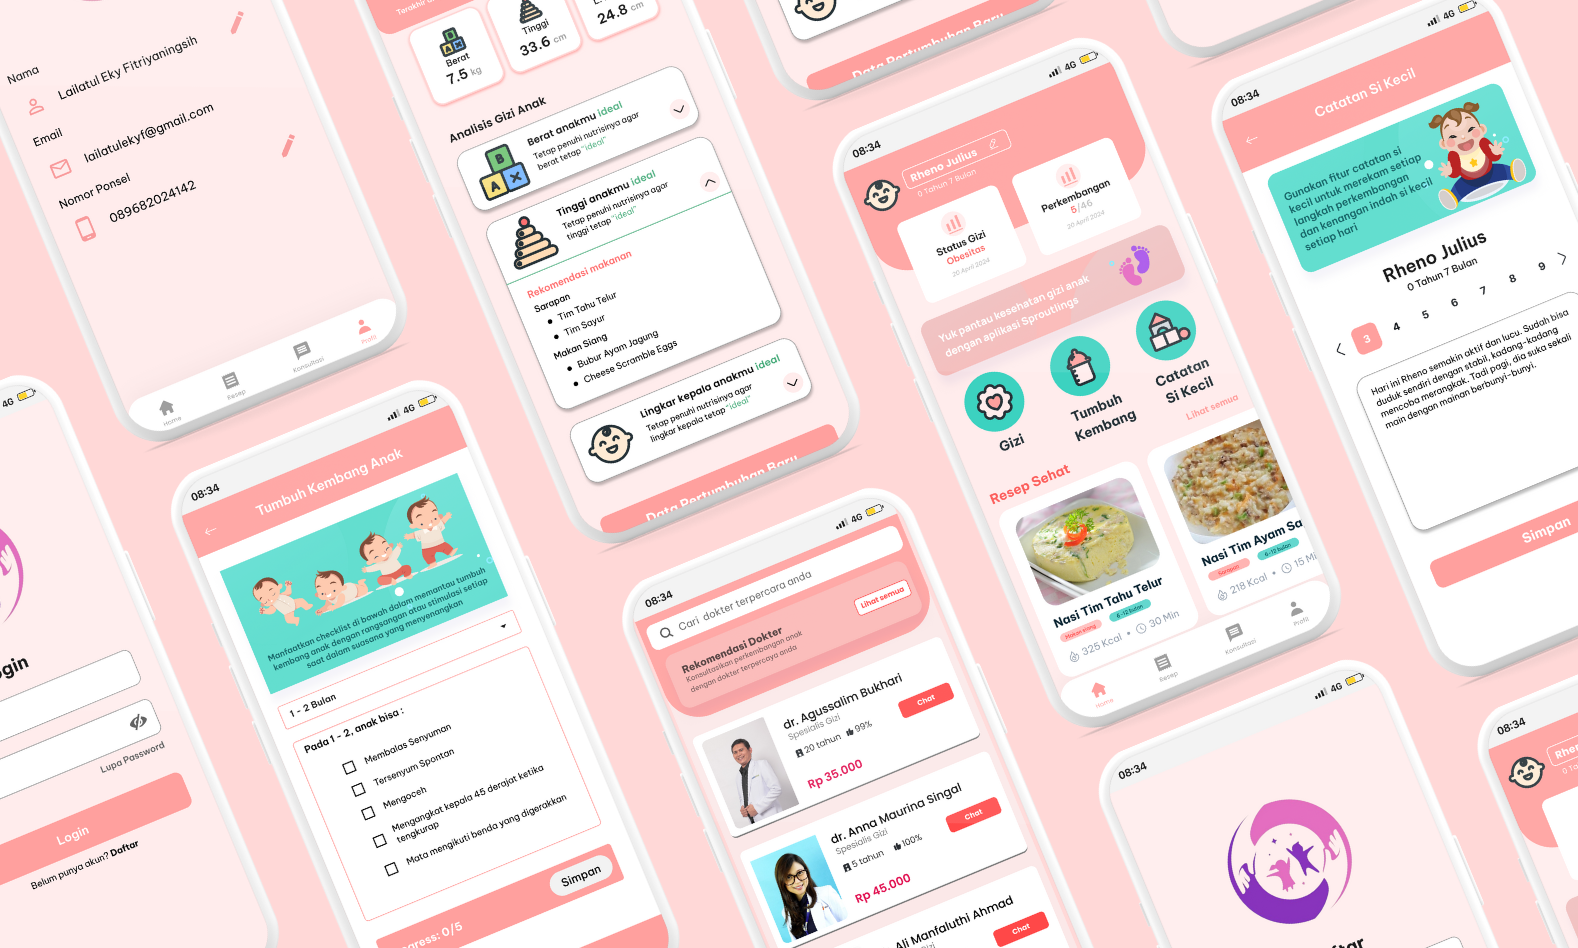 Nama
Lailatul Eky Fitriyaningsih
Email
lailatulekyf@gmail.com
Nomor Ponsel
089682024142
Home
Resep
Konsultasi
Profil
Berat
7.5 kg
Tinggi
33.6 cm
24.8 cm
Analisis Gizi Anak
Berat anakmu ideal
Tetap penuhi nutrisinya agar
berat tetap "ideal"
Tinggi anakmu ideal
Tetap penuhi nutrisinya agar
tinggi tetap "ideal"
Rekomendasi makanan
Sarapan
Tim Tahu Telur
Tim Sayur
Makan Siang
Bubur Ayam Jagung
Cheese Scramble Eggs
Lingkar kepala anakmu ideal
Tetap penuhi nutrisinya agar
lingkar kepala tetap "ideal"
Data Pertumbuhan Baru
Data Pertumbuhan Baru
08:34
4G
Rheno Julius
0 Tahun 7 Bulan
Status Gizi
Obesitas
20 April 2024
Perkembangan
5/46
20 April 2024
Yuk pantau kesehatan gizi anak
dengan aplikasi Sproutlings
Gizi
Tumbuh
Kembang
Catatan
Si Kecil
Resep Sehat
Lihat semua
Nasi Tim Tahu Telur
Makan siang
6-12 bulan
325 Kcal • 30 Min
Nasi Tim Ayam Sa
Sarapan
6-12 bulan
218 Kcal • 15 Mi
Home
Resep
Konsultasi
Profil
08:34
4G
Catatan Si Kecil
Gunakan fitur catatan si
kecil untuk merekam setiap
langkah perkembangan
dan kenangan indah si kecil
setiap hari
Rheno Julius
0 Tahun 7 Bulan
3 4 5 6 7 8 9
Hari ini Rheno semakin aktif dan lucu. Sudah bisa
duduk sendiri dengan stabil, kadang-kadang
mencoba merangkak. Tadi pagi, dia suka sekali
main dengan mainan berbunyi-bunyi.
Simpan
4G
ogin
Lupa Password
Login
Belum punya akun? Daftar
08:34
4G
Tumbuh Kembang Anak
Manfaatkan checklist di bawah dalam memantau tumbuh
kembang anak dengan rangsangan atau stimulasi setiap
saat dalam suasana yang menyenangkan
1 - 2 Bulan
Pada 1 - 2, anak bisa :
Membalas Senyuman
Tersenyum Spontan
Mengoceh
Mengangkat kepala 45 derajat ketika
tengkurap
Mata mengikuti benda yang digerakkan
gress: 0/5
Simpan
08:34
4G
Cari dokter terpercara anda
Rekomendasi Dokter
Konsultasikan perkembangan anak
dengan dokter terpercaya anda
Lihat semua
dr. Agussalim Bukhari
Spesialis Gizi
20 tahun 99%
Rp 35.000
Chat
dr. Anna Maurina Singal
Spesialis Gizi
5 tahun 100%
Rp 45.000
Chat
Ali Manfaluthi Ahmad
Gizi
Chat
08:34
4G
ftar
08:34
Rheno
0 Ta